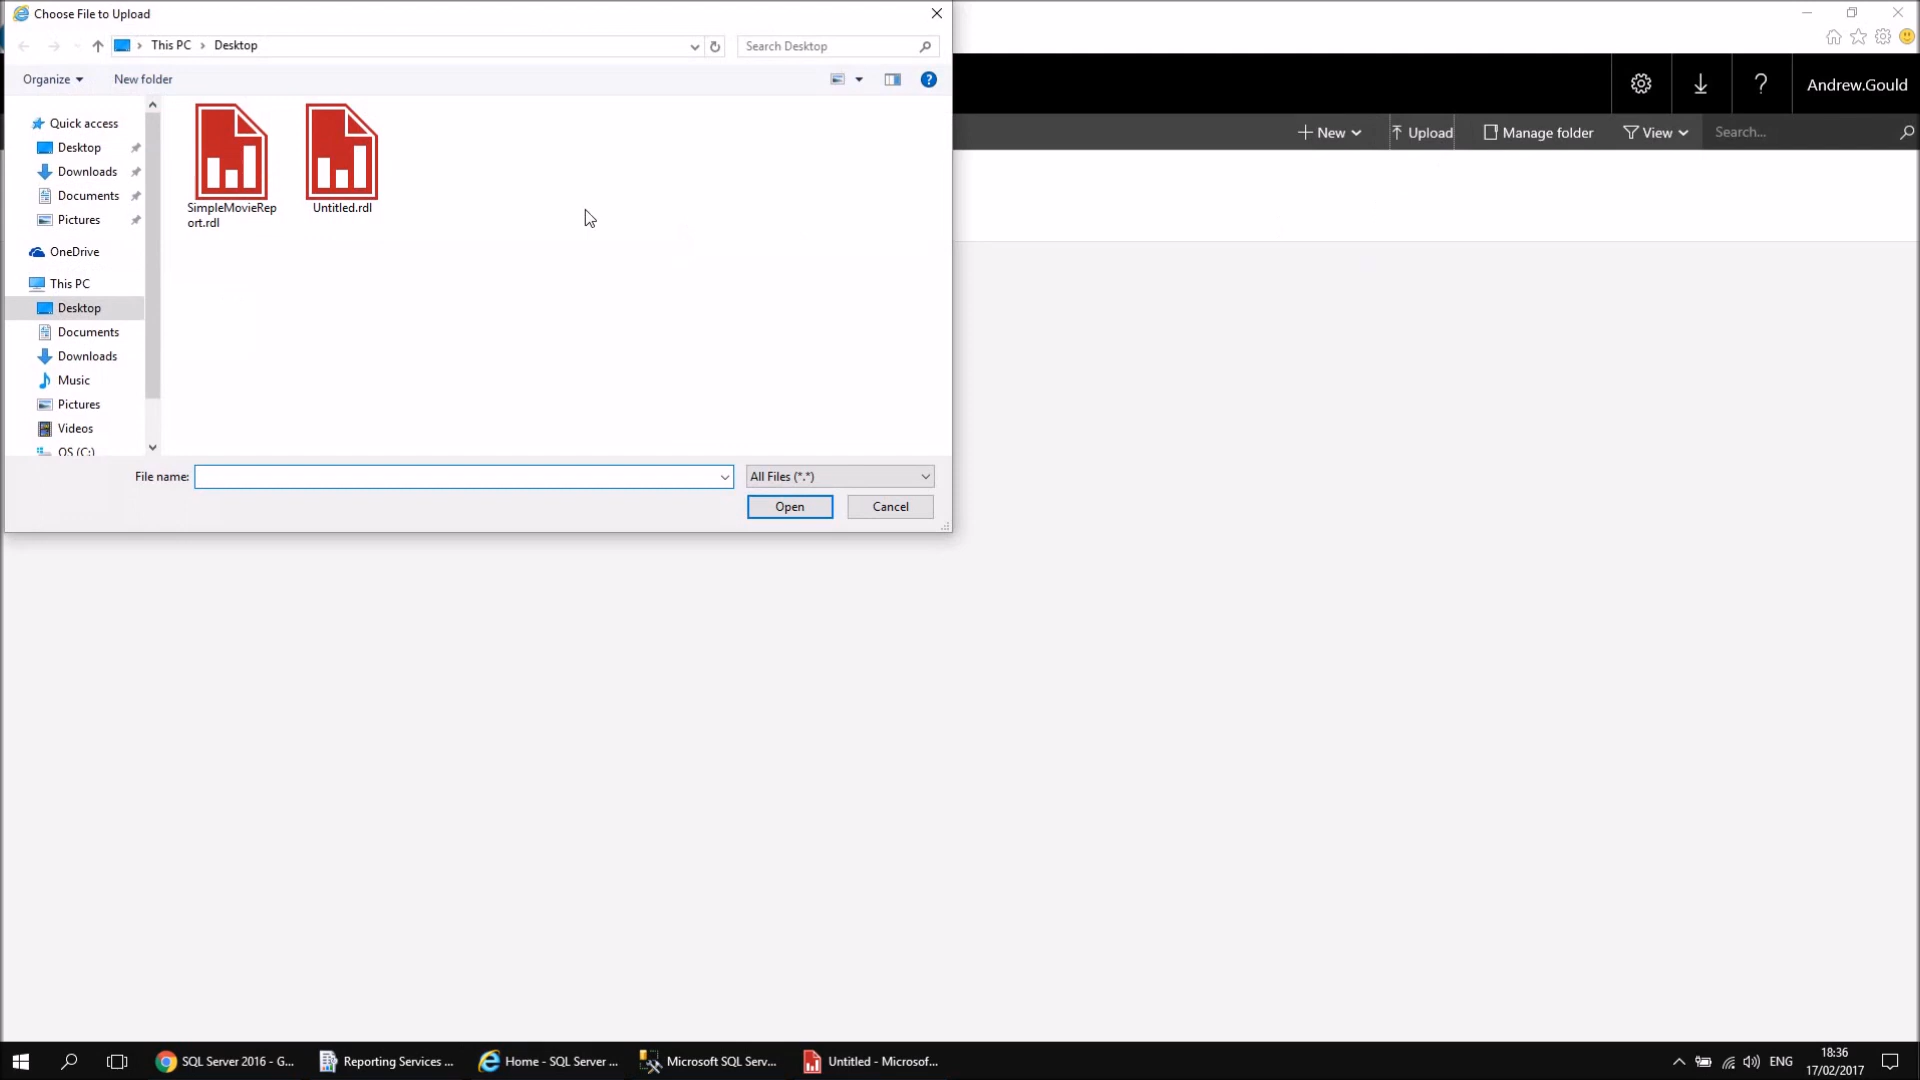 Choose File to Upload
This PC
Desktop
Search Desktop
Organize
New folder
Quick access
Desktop
Downloads
Documents
Pictures
OneDrive
This PC
Desktop
Documents
Downloads
Music
Pictures
Videos
OS (C:)
SimpleMovieRep
ort.rdl
Untitled.rdl
File name:
All Files (*.*)
Open
Cancel
?
Andrew.Gould
New
Upload
Manage folder
View
Search...
SQL Server 2016 - G...
Reporting Services ...
Home - SQL Server ...
Microsoft SQL Serv...
Untitled - Microsof...
ENG
18:36
17/02/2017